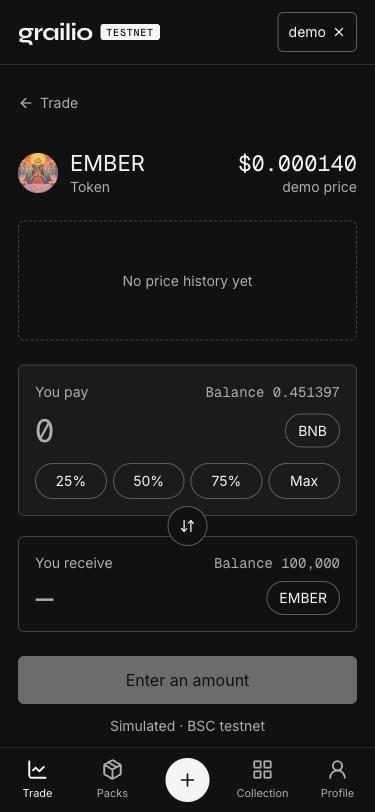 grailio TESTNET
demo ×
← Trade
EMBER
$0.000140
Token
demo price
No price history yet
You pay
Balance 0.451397
0
BNB
25%
50%
75%
Max
You receive
Balance 100,000
—
EMBER
Enter an amount
Simulated · BSC testnet
Trade
Packs
+
Collection
Profile